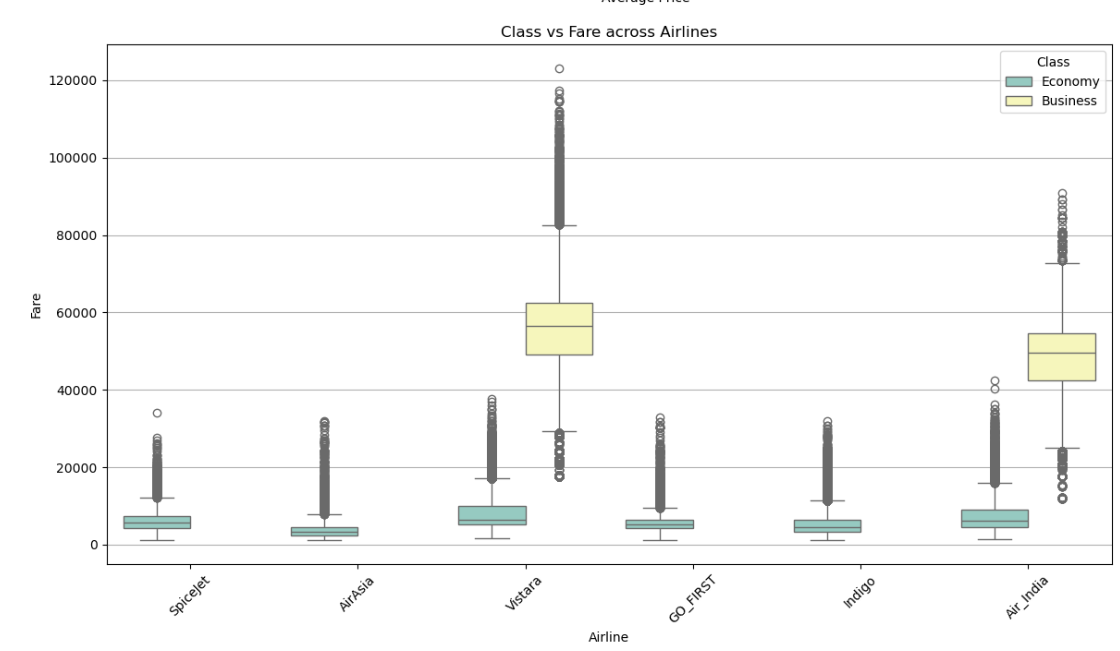 Average Price
Class vs Fare across Airlines
Class
Economy
Business
120000
100000
80000
60000
40000
20000
0
Fare
SpiceJet
AirAsia
Vistara
GO_FIRST
Indigo
Air_India
Airline